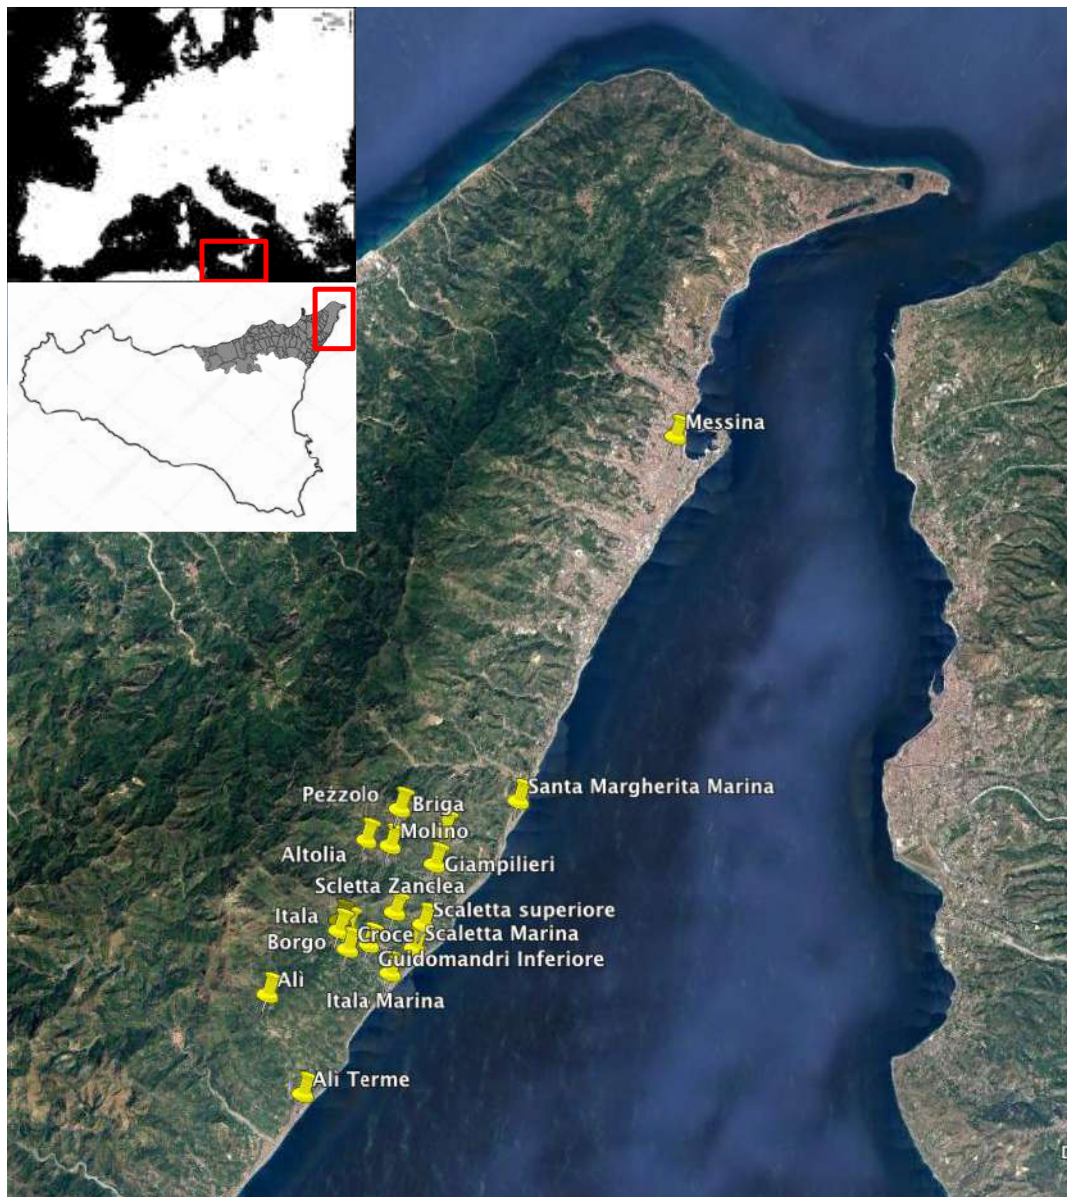 Messina
Santa Margherita Marina
Pezzolo
Briga
Molino
Altolia
Giampilieri
Scletta Zanclea
Scaletta superiore
Itala
Croce
Scaletta Marina
Borgo
Guidomandri Inferiore
Alì
Itala Marina
Alì Terme